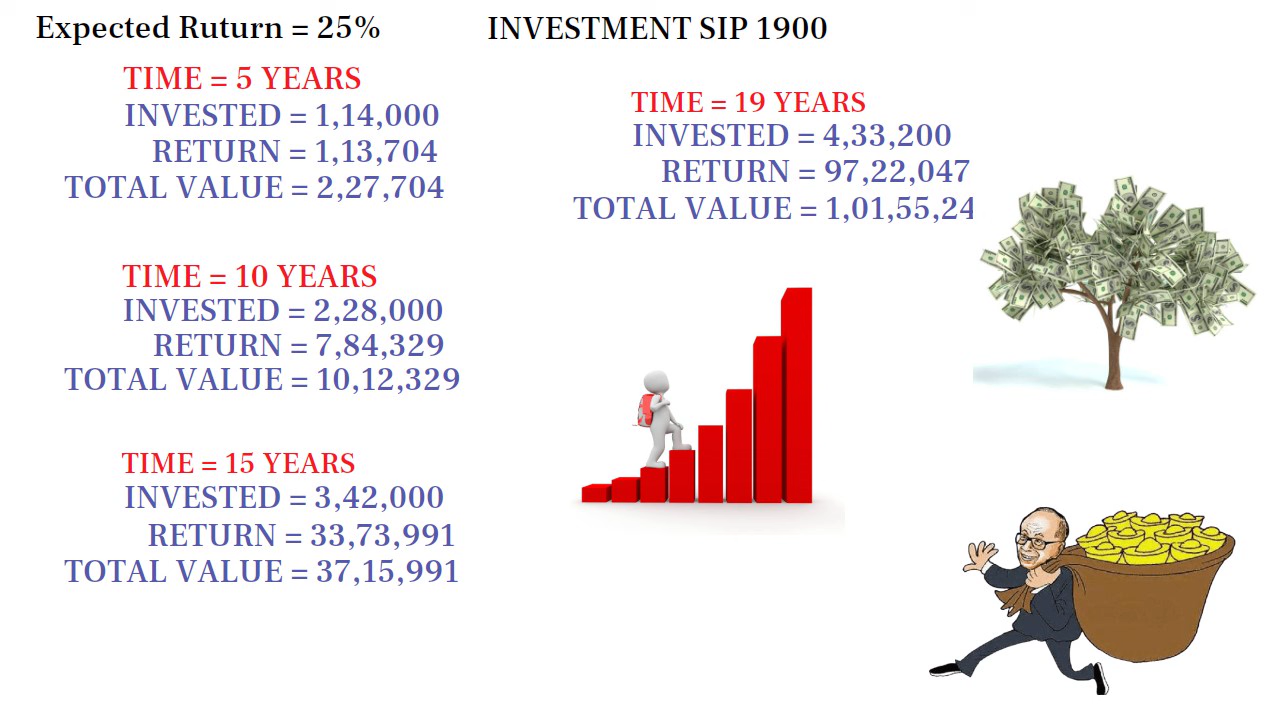 Expected Ruturn = 25%
INVESTMENT SIP 1900
TIME = 5 YEARS
INVESTED = 1,14,000
RETURN = 1,13,704
TOTAL VALUE = 2,27,704
TIME = 10 YEARS
INVESTED = 2,28,000
RETURN = 7,84,329
TOTAL VALUE = 10,12,329
TIME = 15 YEARS
INVESTED = 3,42,000
RETURN = 33,73,991
TOTAL VALUE = 37,15,991
TIME = 19 YEARS
INVESTED = 4,33,200
RETURN = 97,22,047
TOTAL VALUE = 1,01,55,24